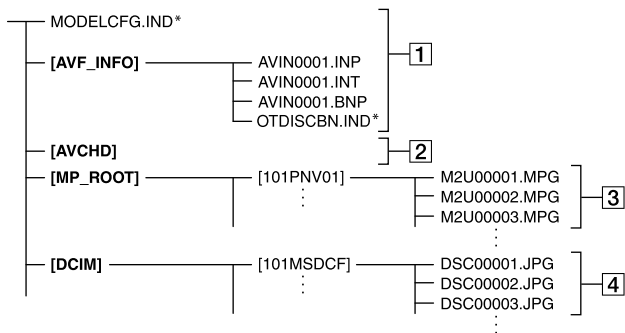 MODELCFG.IND*
1
[AVF_INFO] AVIN0001.INP
AVIN0001.INT
AVIN0001.BNP
OTDISCBN.IND*
[AVCHD] 2
[MP_ROOT] [101PNV01] M2U00001.MPG
M2U00002.MPG 3
M2U00003.MPG
[DCIM] [101MSDCF] DSC00001.JPG
DSC00002.JPG 4
DSC00003.JPG